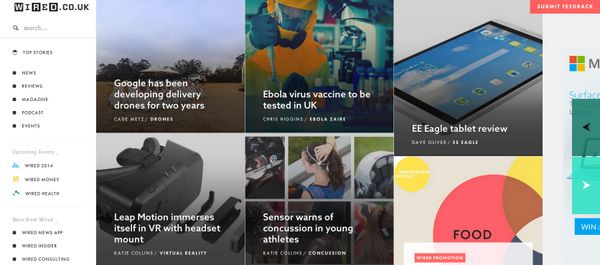 WIRED.CO.UK
search...
TOP STORIES
NEWS
REVIEWS
MAGAZINE
PODCAST
EVENTS
Upcoming Events
WIRED 2014
WIRED MONEY
WIRED HEALTH
More from Wired
WIRED NEWS APP
WIRED INSIDER
WIRED CONSULTING
Google has been
developing delivery
drones for two years
CADE METZ / DRONES
Ebola virus vaccine to be
tested in UK
CHRIS HIGGINS / EBOLA ZAIRE
EE Eagle tablet review
DAVE OLIVER / EE EAGLE
Leap Motion immerses
itself in VR with headset
mount
KATIE COLLINS / VIRTUAL REALITY
Sensor warns of
concussion in young
athletes
KATIE COLLINS / CONCUSSION
FOOD
WIRED PROMOTION
SUBMIT FEEDBACK
M
Surface
WIN